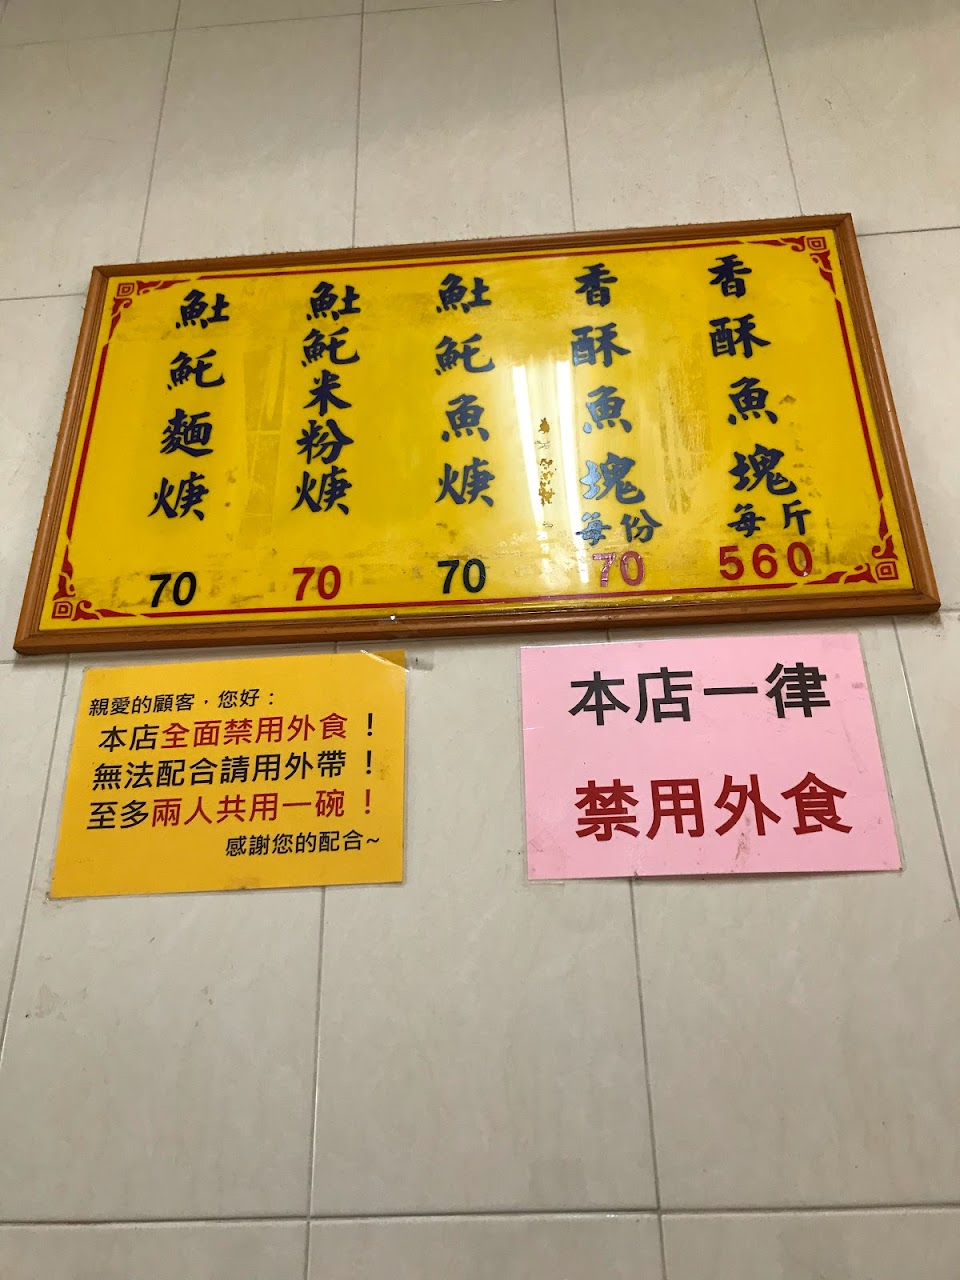 香酥魚塊每斤
560
香酥魚塊每份
70
𩵚魠魚焿
70
𩵚魠米粉焿
70
𩵚魠麵焿
70
親愛的顧客，您好：
本店全面禁用外食！
無法配合請用外帶！
至多兩人共用一碗！
感謝您的配合~
本店一律
禁用外食